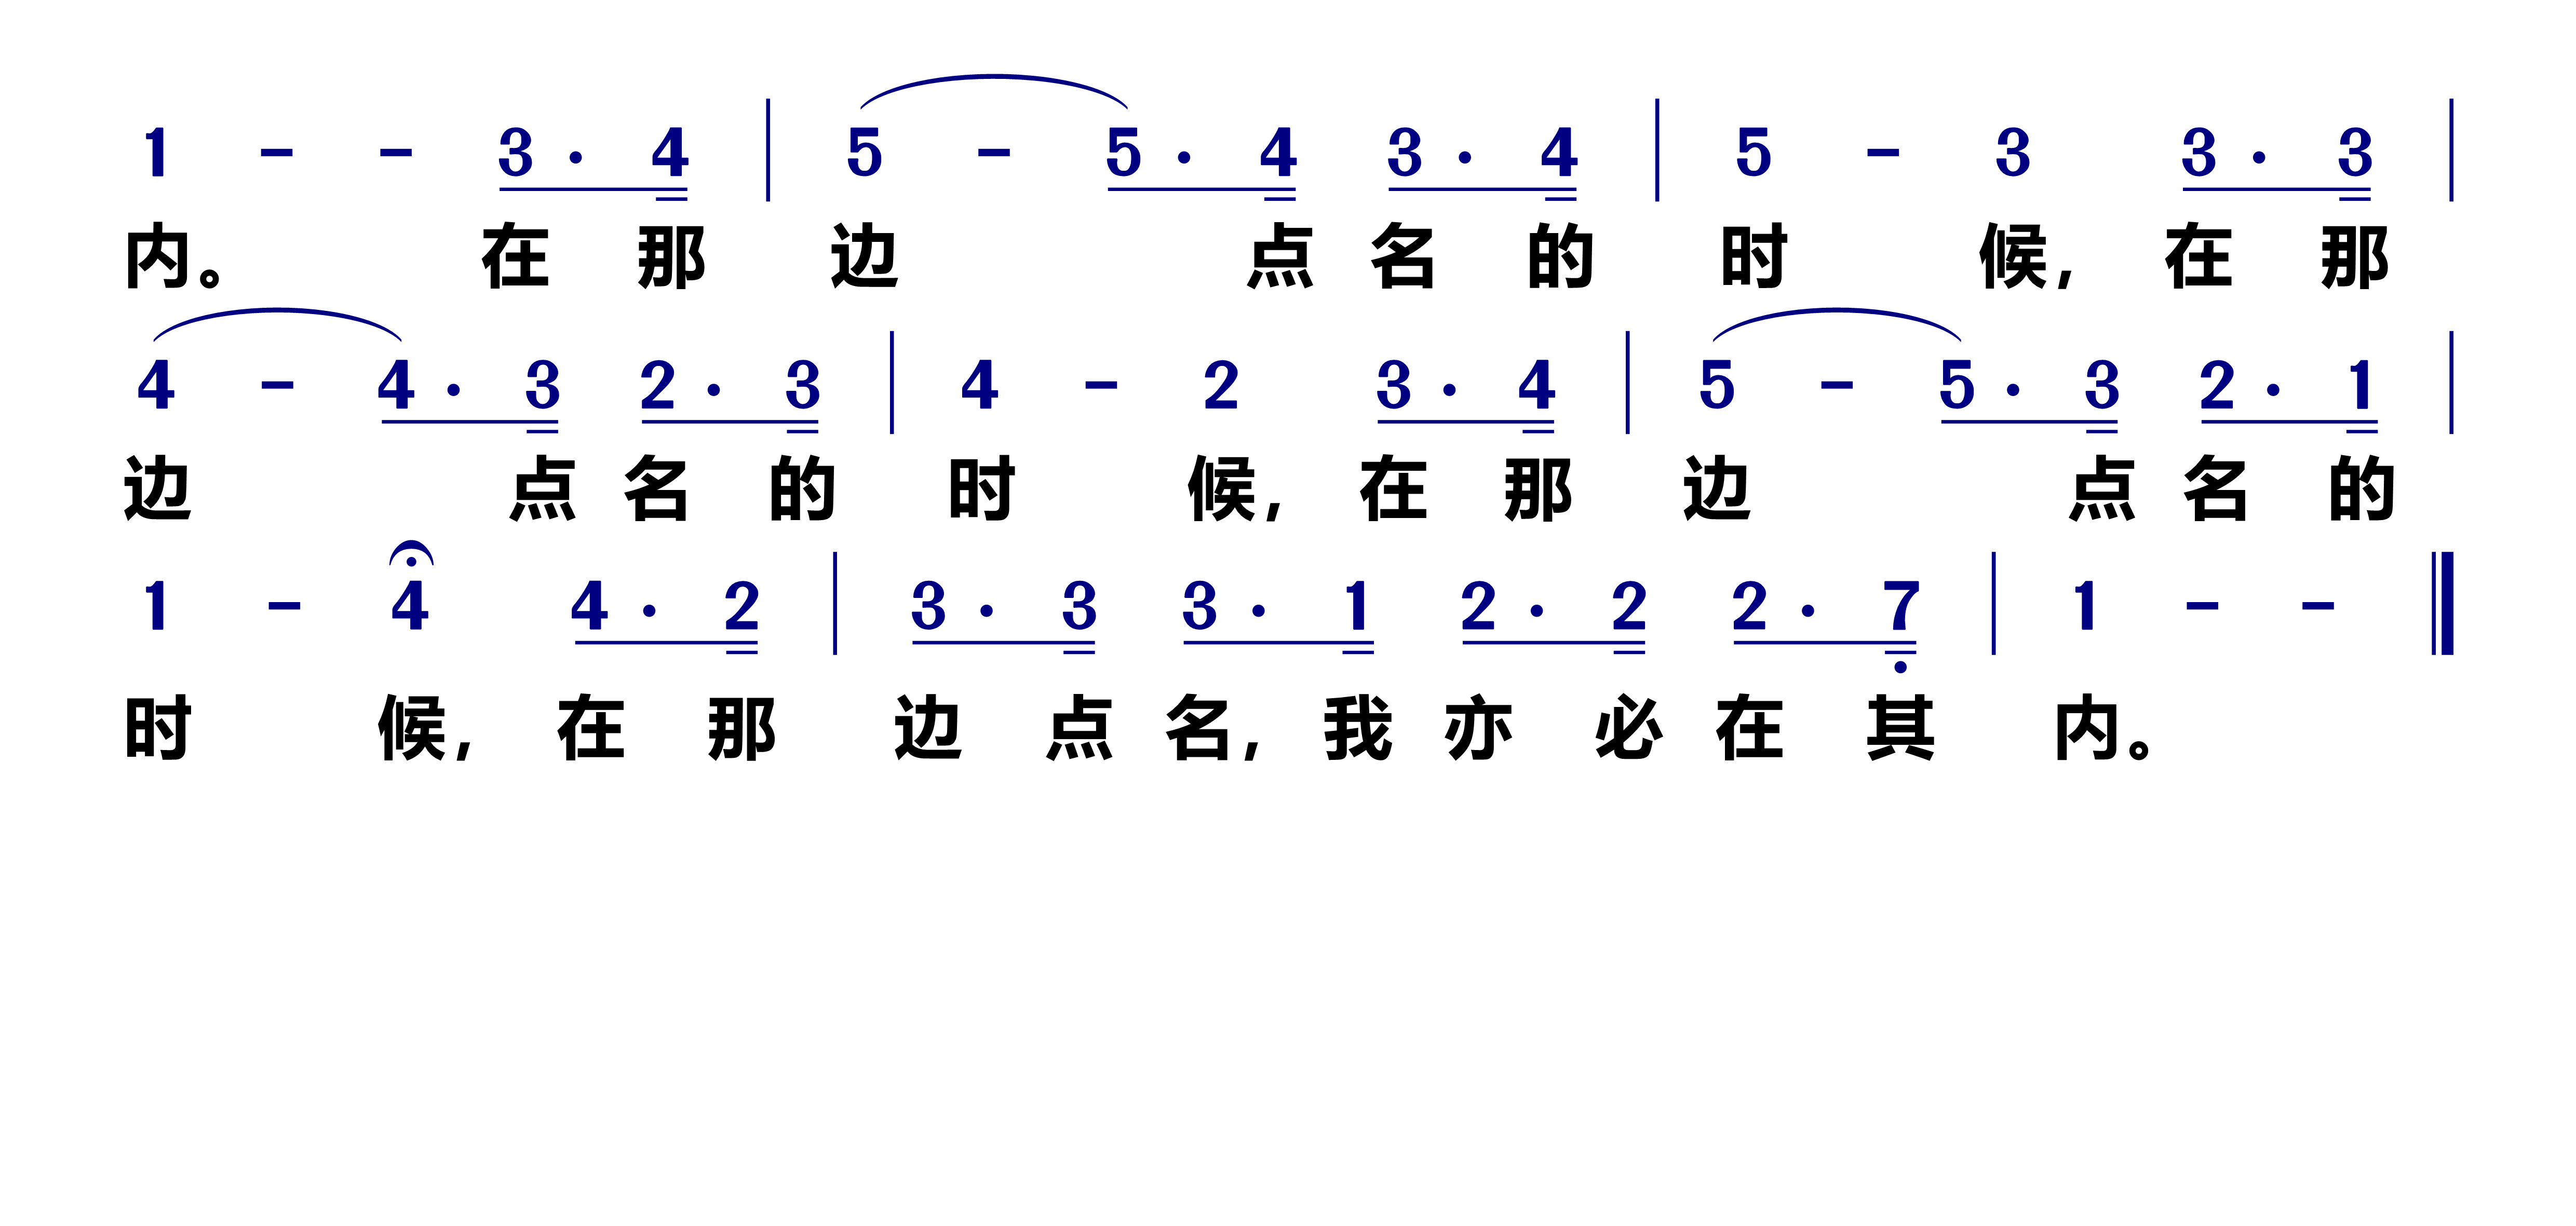 1 - - 3 · 4 | 5 - 5 · 4 3 · 4 | 5 - 3 3 · 3 |
内。 在 那 边 点 名 的 时 候, 在 那
4 - 4 · 3 2 · 3 | 4 - 2 3 · 4 | 5 - 5 · 3 2 · 1 |
边 点 名 的 时 候, 在 那 边 点 名 的
1 - 4 4 · 2 | 3 · 3 3 · 1 2 · 2 2 · 7 | 1 - -
时 候, 在 那 边 点 名, 我 亦 必 在 其 内。